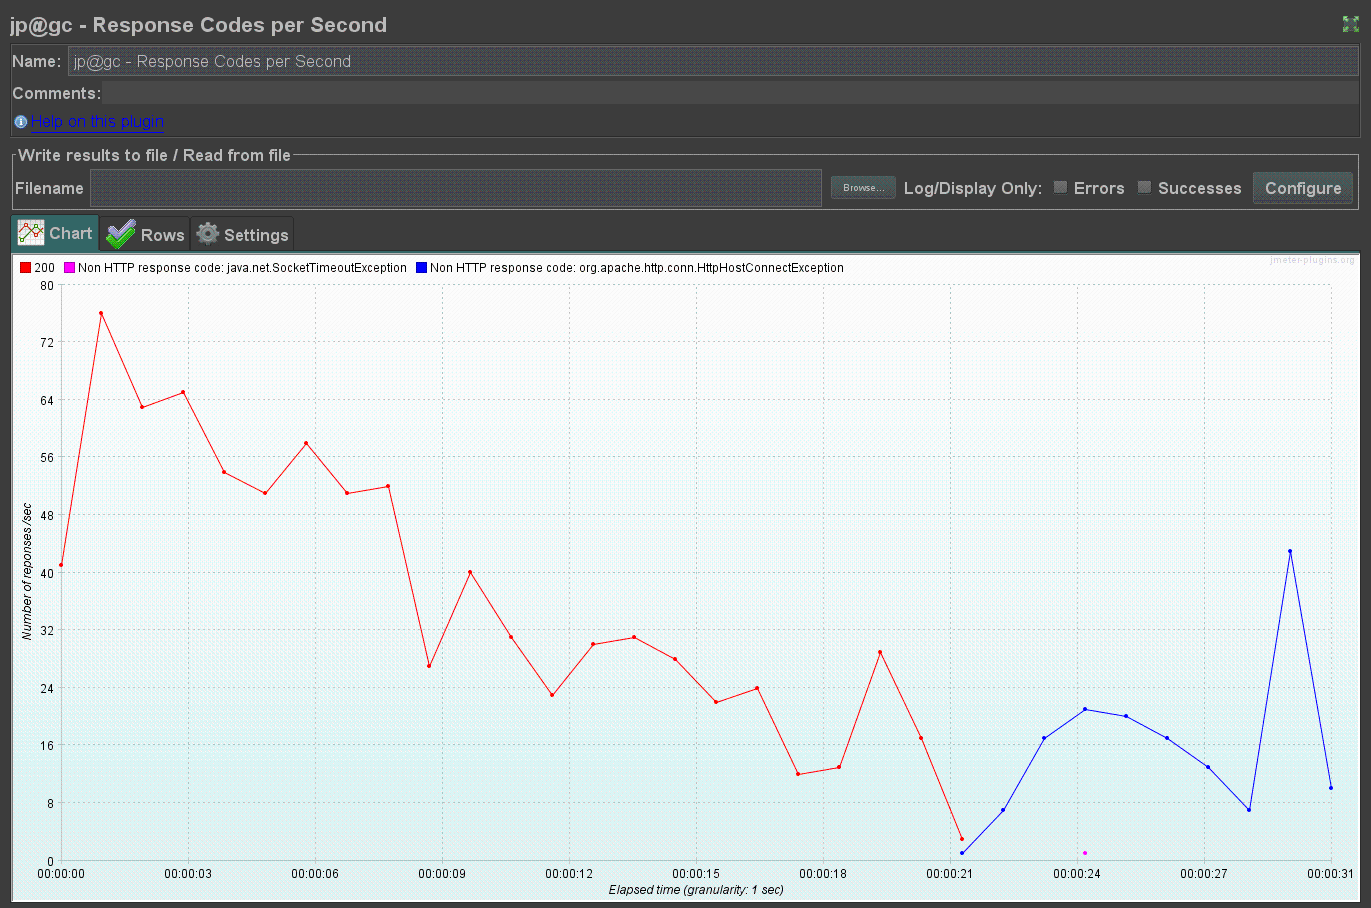 jp@gc - Response Codes per Second
Name: jp@gc - Response Codes per Second
Comments:
Help on this plugin
Write results to file / Read from file
Filename Browse... Log/Display Only: Errors Successes Configure
Chart Rows Settings
200 Non HTTP response code: java.net.SocketTimeoutException Non HTTP response code: org.apache.http.conn.HttpHostConnectException
jmeter-plugins.org
80
72
64
56
48
40
32
24
16
8
0
Number of reponses /sec
00:00:00 00:00:03 00:00:06 00:00:09 00:00:12 00:00:15 00:00:18 00:00:21 00:00:24 00:00:27 00:00:31
Elapsed time (granularity: 1 sec)